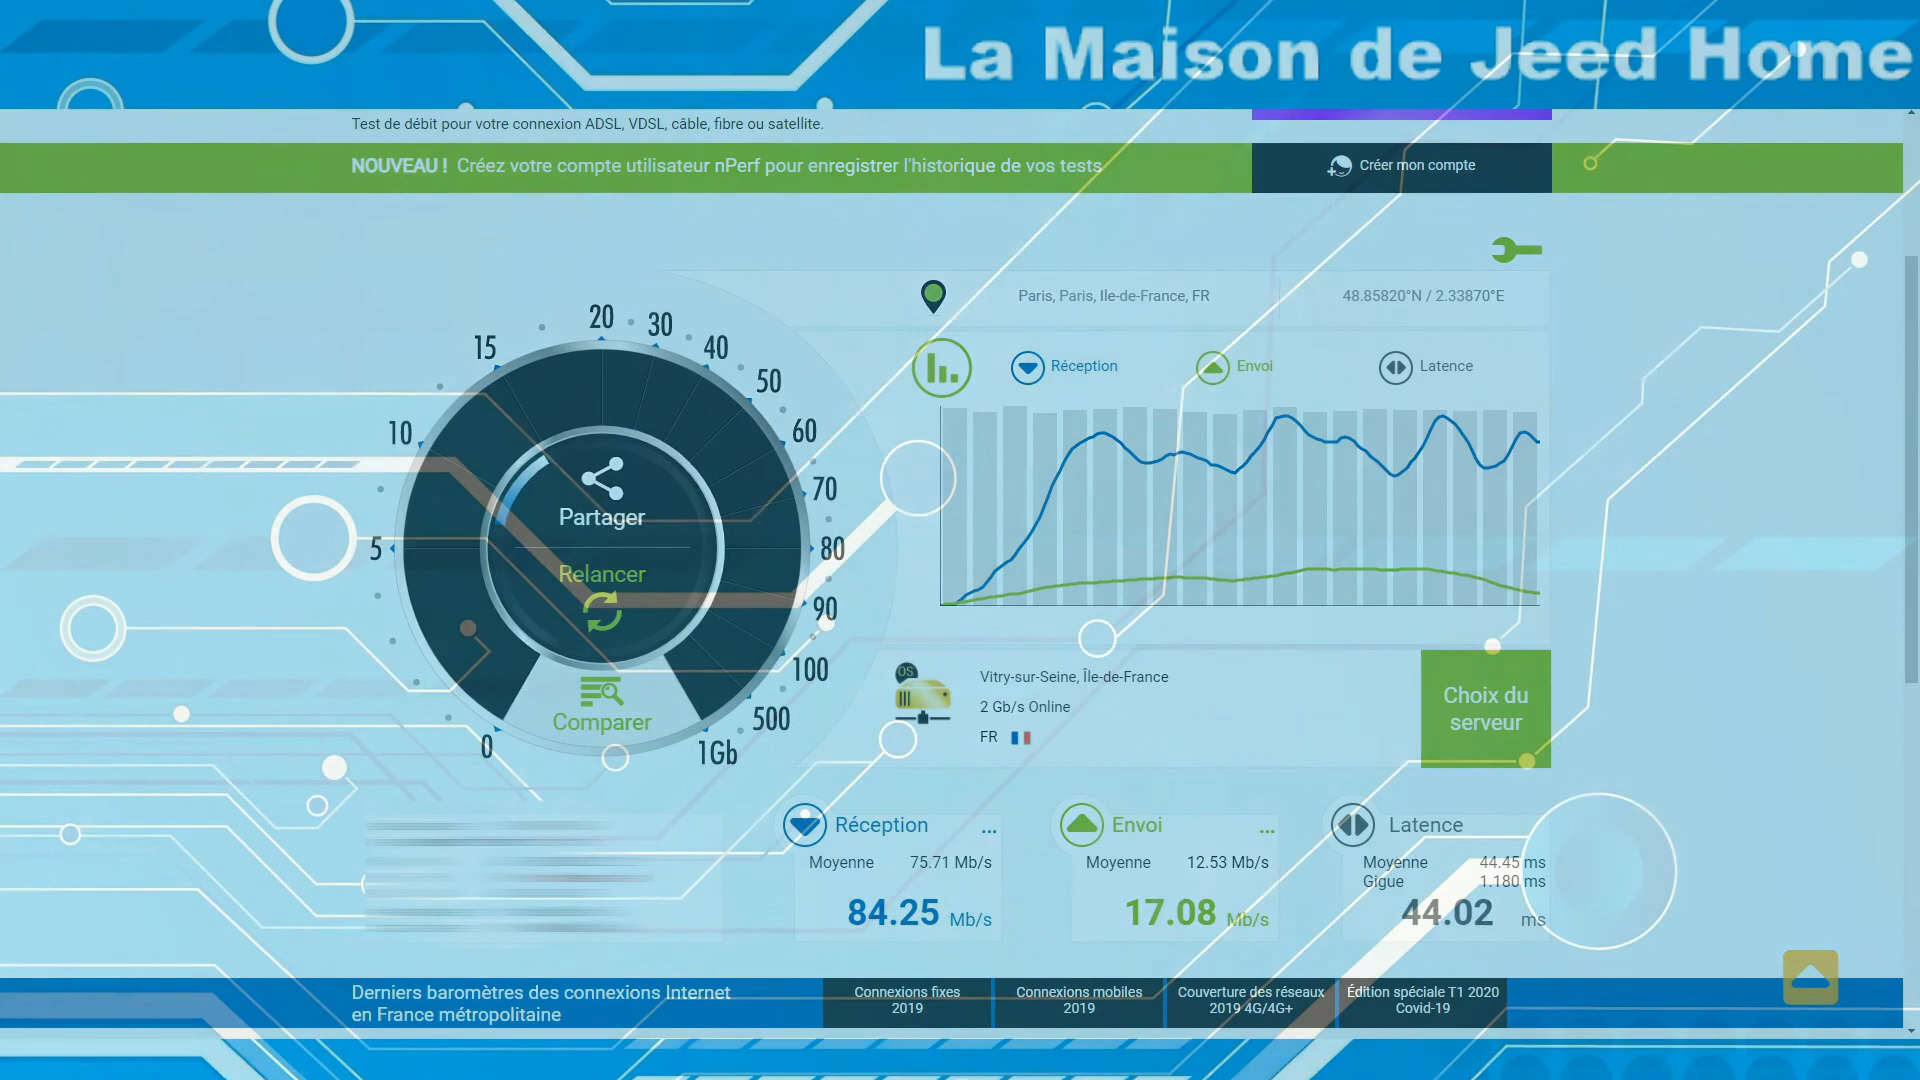 La Maison de Jeed Home
Test de débit pour votre connexion ADSL, VDSL, câble, fibre ou satellite.
NOUVEAU ! Créez votre compte utilisateur nPerf pour enregistrer l'historique de vos tests
Créer mon compte
Paris, Paris, Ile-de-France, FR
48.85820°N / 2.33870°E
Réception
Envoi
Latence
0
5
10
15
20
30
40
50
60
70
80
90
100
500
1Gb
Partager
Relancer
Comparer
OS
Vitry-sur-Seine, Île-de-France
2 Gb/s Online
FR
Choix du
serveur
Réception ...
Moyenne 75.71 Mb/s
84.25 Mb/s
Envoi ...
Moyenne 12.53 Mb/s
17.08 Mb/s
Latence
Moyenne 44.45 ms
Gigue 1.180 ms
44.02 ms
Derniers baromètres des connexions Internet
en France métropolitaine
Connexions fixes
2019
Connexions mobiles
2019
Couverture des réseaux
2019 4G/4G+
Édition spéciale T1 2020
Covid-19